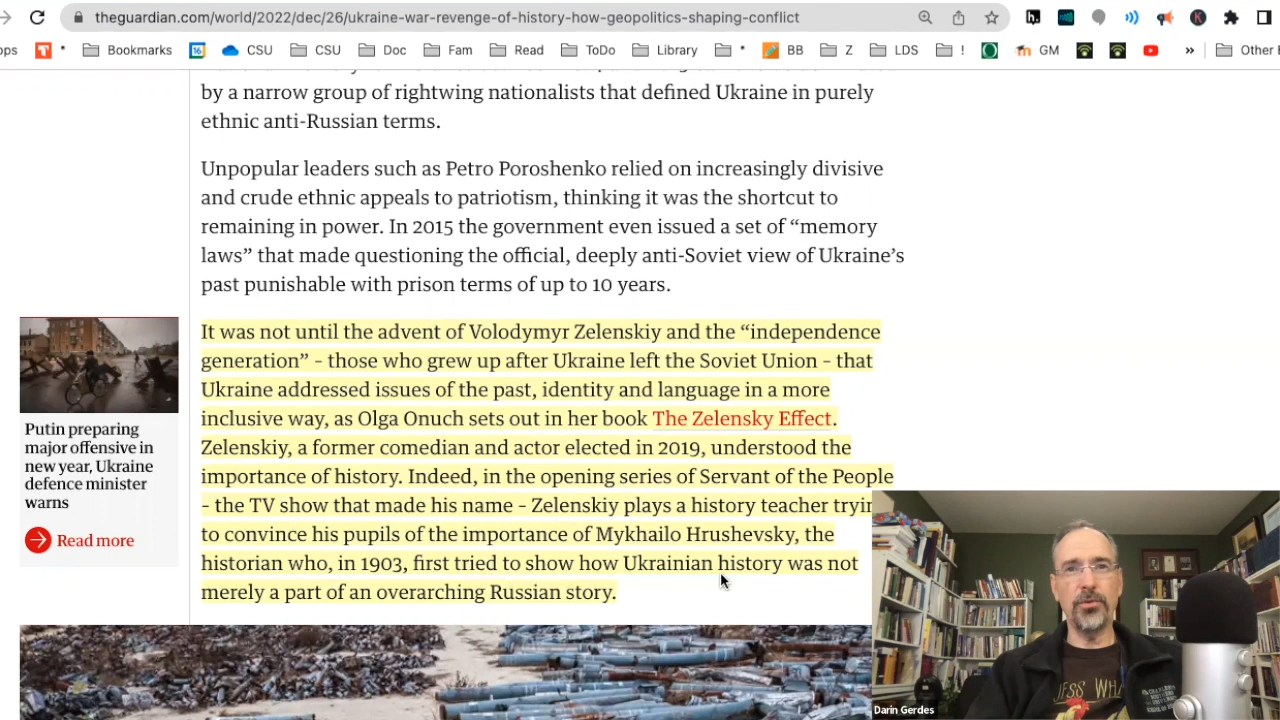 theguardian.com/world/2022/dec/26/ukraine-war-revenge-of-history-how-geopolitics-shaping-conflict
Bookmarks
16
CSU
CSU
Doc
Fam
Read
ToDo
Library
*
BB
Z
LDS
!
GM
»
Other
by a narrow group of rightwing nationalists that defined Ukraine in purely
ethnic anti-Russian terms.
Unpopular leaders such as Petro Poroshenko relied on increasingly divisive
and crude ethnic appeals to patriotism, thinking it was the shortcut to
remaining in power. In 2015 the government even issued a set of “memory
laws” that made questioning the official, deeply anti-Soviet view of Ukraine’s
past punishable with prison terms of up to 10 years.
It was not until the advent of Volodymyr Zelenskiy and the “independence
generation” – those who grew up after Ukraine left the Soviet Union – that
Ukraine addressed issues of the past, identity and language in a more
inclusive way, as Olga Onuch sets out in her book The Zelensky Effect.
Zelenskiy, a former comedian and actor elected in 2019, understood the
importance of history. Indeed, in the opening series of Servant of the People
– the TV show that made his name – Zelenskiy plays a history teacher tryin
to convince his pupils of the importance of Mykhailo Hrushevsky, the
historian who, in 1903, first tried to show how Ukrainian history was not
merely a part of an overarching Russian story.
Putin preparing
major offensive in
new year, Ukraine
defence minister
warns
Read more
Darin Gerdes